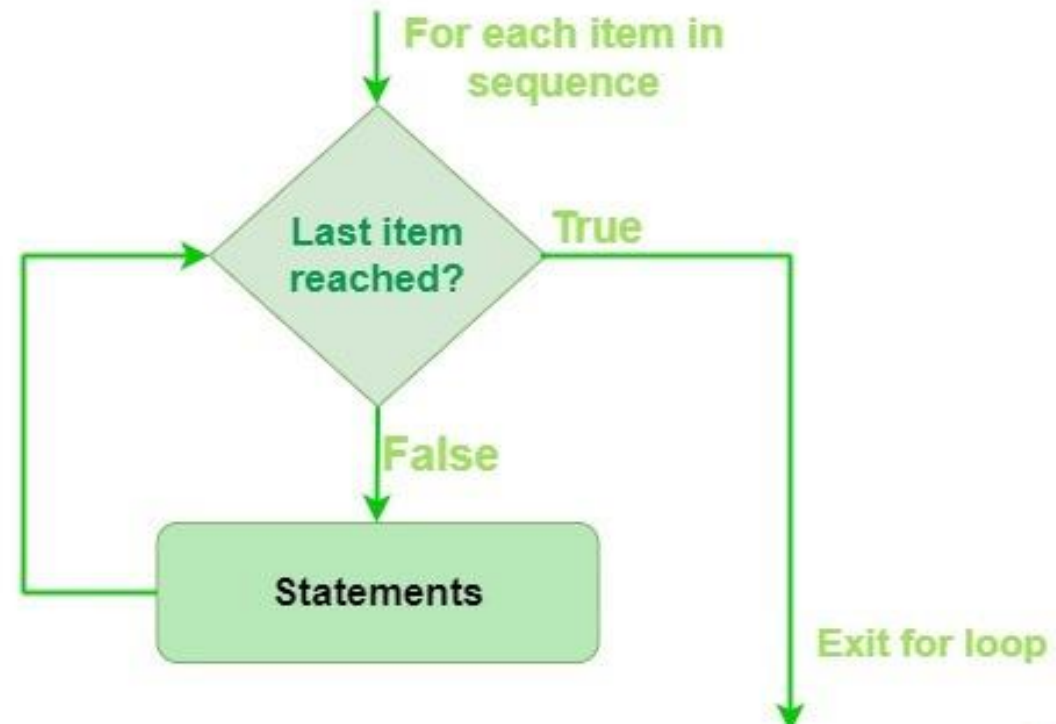 For each item in
sequence
Last item
reached?
True
False
Statements
Exit for loop